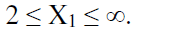 2 ≤ X₁ ≤ ∞.